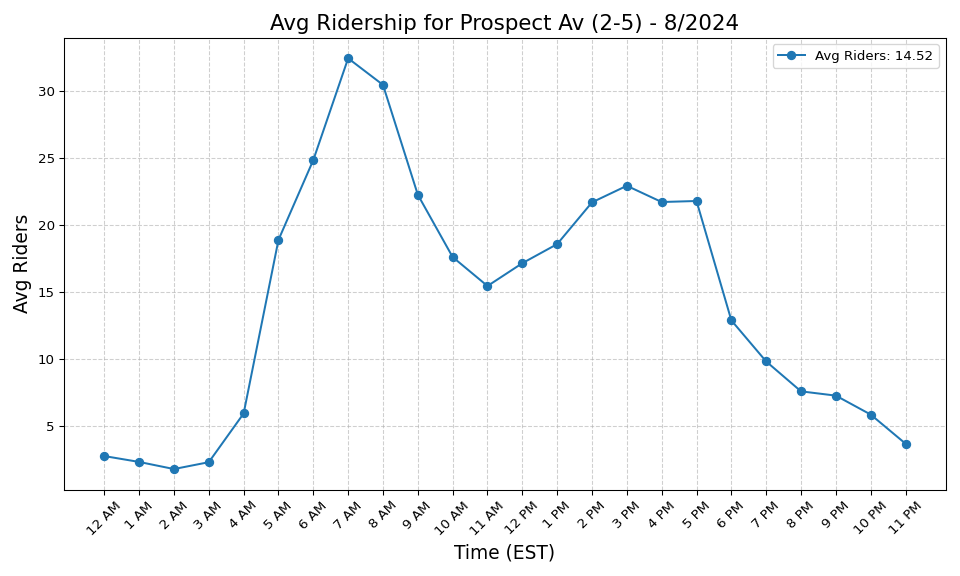 Avg Ridership for Prospect Av (2-5) - 8/2024
Avg Riders: 14.52
Avg Riders
30
25
20
15
10
5
12 AM
1 AM
2 AM
3 AM
4 AM
5 AM
6 AM
7 AM
8 AM
9 AM
10 AM
11 AM
12 PM
1 PM
2 PM
3 PM
4 PM
5 PM
6 PM
7 PM
8 PM
9 PM
10 PM
11 PM
Time (EST)